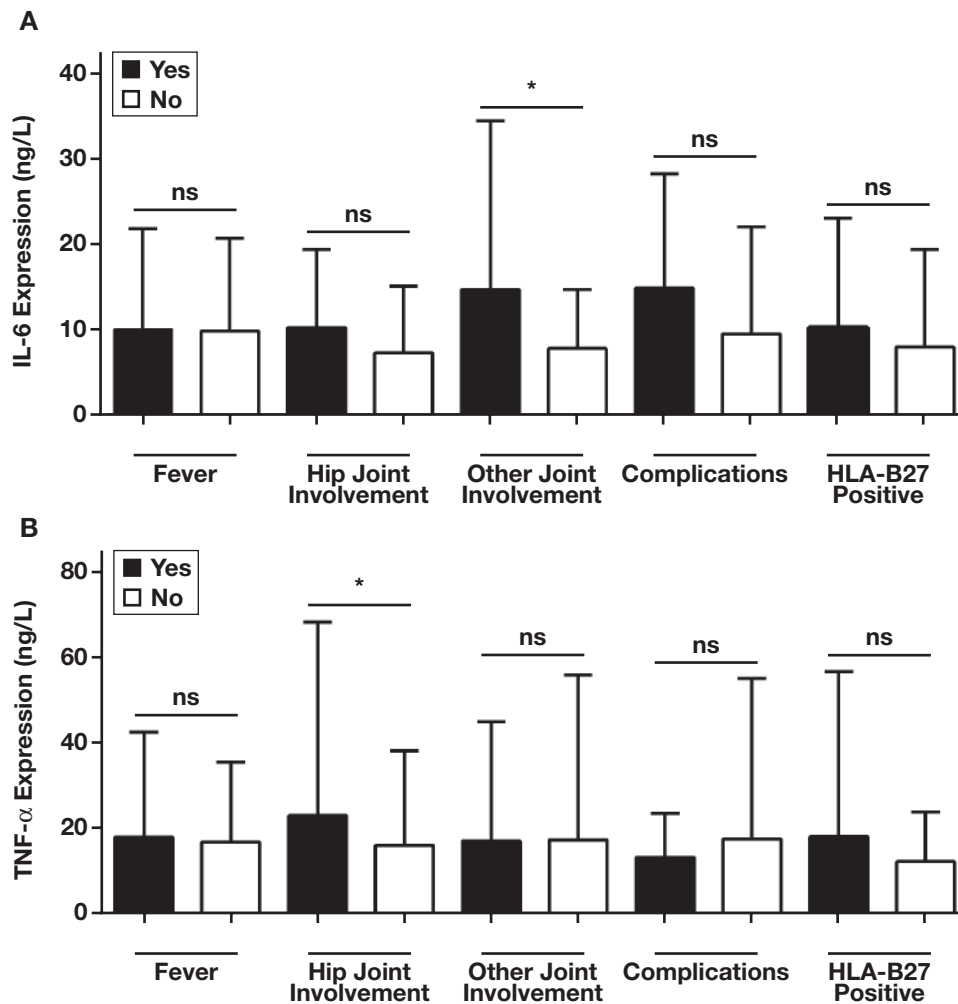 A
Yes
No
IL-6 Expression (ng/L)
40
30
20
10
0
ns
ns
*
ns
ns
Fever
Hip Joint
Involvement
Other Joint
Involvement
Complications
HLA-B27
Positive
B
Yes
No
TNF-α Expression (ng/L)
80
60
40
20
0
ns
*
ns
ns
ns
Fever
Hip Joint
Involvement
Other Joint
Involvement
Complications
HLA-B27
Positive